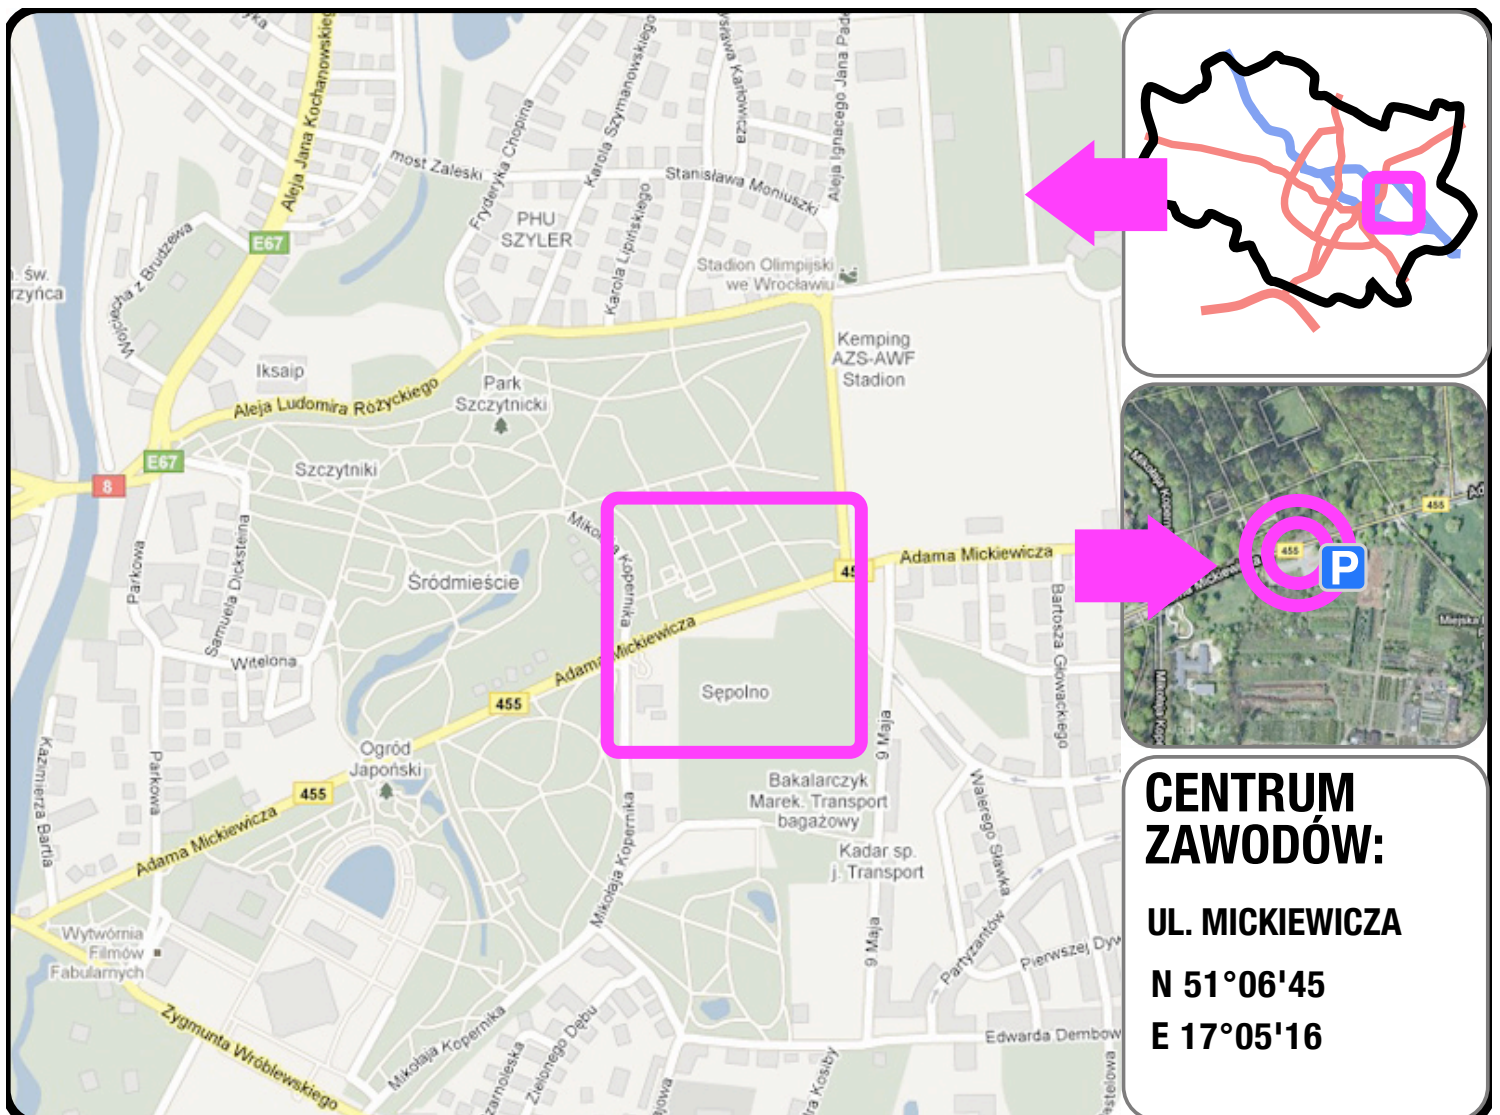 Aleja Jana Kochanowskiego
E67
Wojciecha z Brudzewa
św.
most Zaleski
Fryderyka Chopina
Karola Szymanowskiego
Karola Lipińskiego
Stanisława Moniuszki
PHU
SZYLER
Stadion Olimpijski
we Wrocławiu
Kemping
AZS-AWF
Stadion
Iksaip
Aleja Ludomira Różyckiego
Park
Szczytnicki
Szczytniki
E67
8
Parkowa
Samuela Dicksteina
Witelona
Śródmieście
Mikołaja Kopernika
Adama Mickiewicza
455
Adama Mickiewicza
Sępolno
Bartosza Głowackiego
9 Maja
Ogród
Japoński
455
Adama Mickiewicza
Kazimierza Bartla
Parkowa
Bakalarczyk
Marek. Transport
bagażowy
Kadar sp.
j. Transport
Walerego Sławka
Mikołaja Kopernika
9 Maja
Partyzantów
Pierwszej Dyw
Wytwórnia
Filmów
Fabularnych
Zygmunta Wróblewskiego
Mikołaja Kopernika
Zielonego Dębu
Edwarda Dembow
455
455
P
CENTRUM
ZAWODÓW:
UL. MICKIEWICZA
N 51°06'45
E 17°05'16